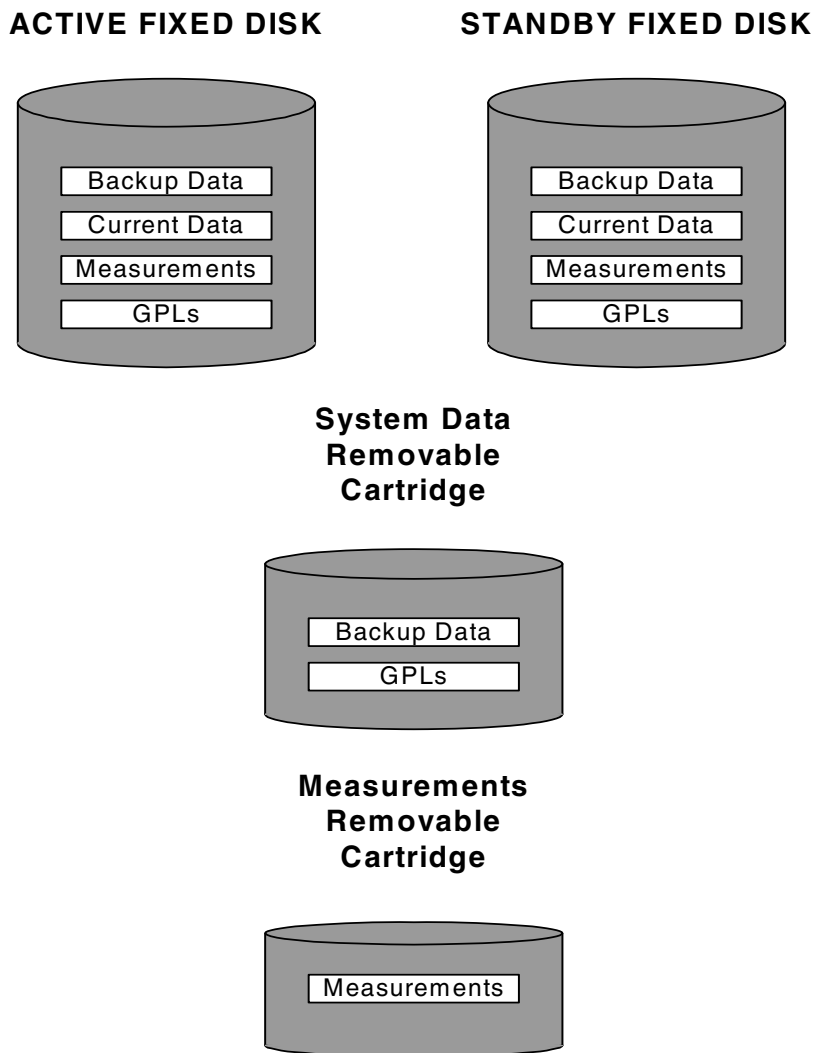 ACTIVE FIXED DISK
STANDBY FIXED DISK
Backup Data
Current Data
Measurements
GPLs
Backup Data
Current Data
Measurements
GPLs
System Data
Removable
Cartridge
Backup Data
GPLs
Measurements
Removable
Cartridge
Measurements